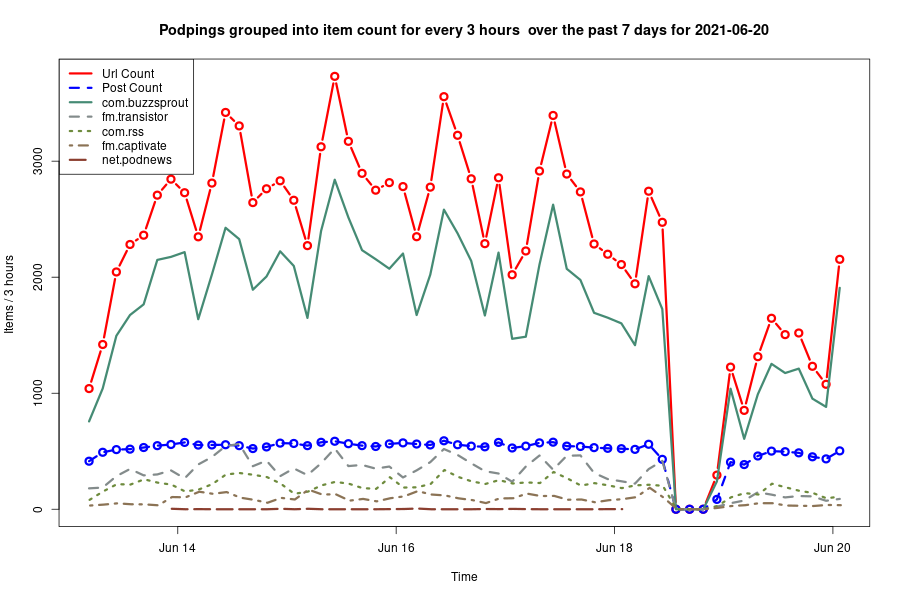 Podpings grouped into item count for every 3 hours  over the past 7 days for 2021-06-20
Url Count
Post Count
com.buzzsprout
fm.transistor
com.rss
fm.captivate
net.podnews
Items / 3 hours
3000
2000
1000
0
Jun 14
Jun 16
Jun 18
Jun 20
Time